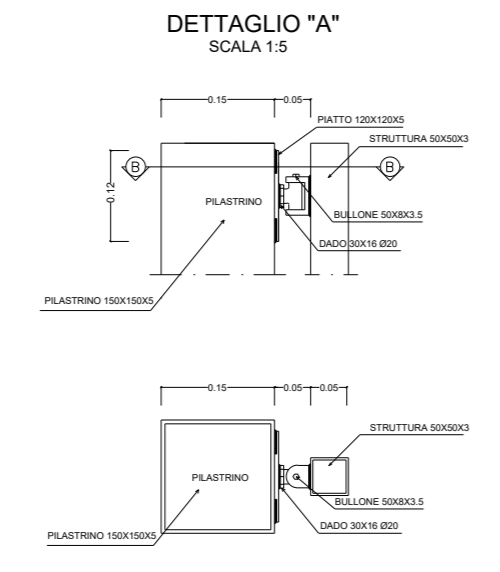 DETTAGLIO "A"
SCALA 1:5
0.15
0.05
PIATTO 120X120X5
STRUTTURA 50X50X3
B
B
0.12
PILASTRINO
BULLONE 50X8X3.5
DADO 30X16 Ø20
PILASTRINO 150X150X5
0.15
0.05
0.05
STRUTTURA 50X50X3
PILASTRINO
BULLONE 50X8X3.5
DADO 30X16 Ø20
PILASTRINO 150X150X5